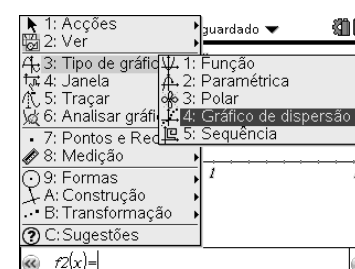 1: Acções
2: Ver
guardado
3: Tipo de gráfic
4: Janela
5: Traçar
6: Analisar gráfi
7: Pontos e Rec
8: Medição
9: Formas
A: Construção
B: Transformação
C: Sugestões
1: Função
2: Paramétrica
3: Polar
4: Gráfico de dispersão
5: Sequência
1
f2(x)=